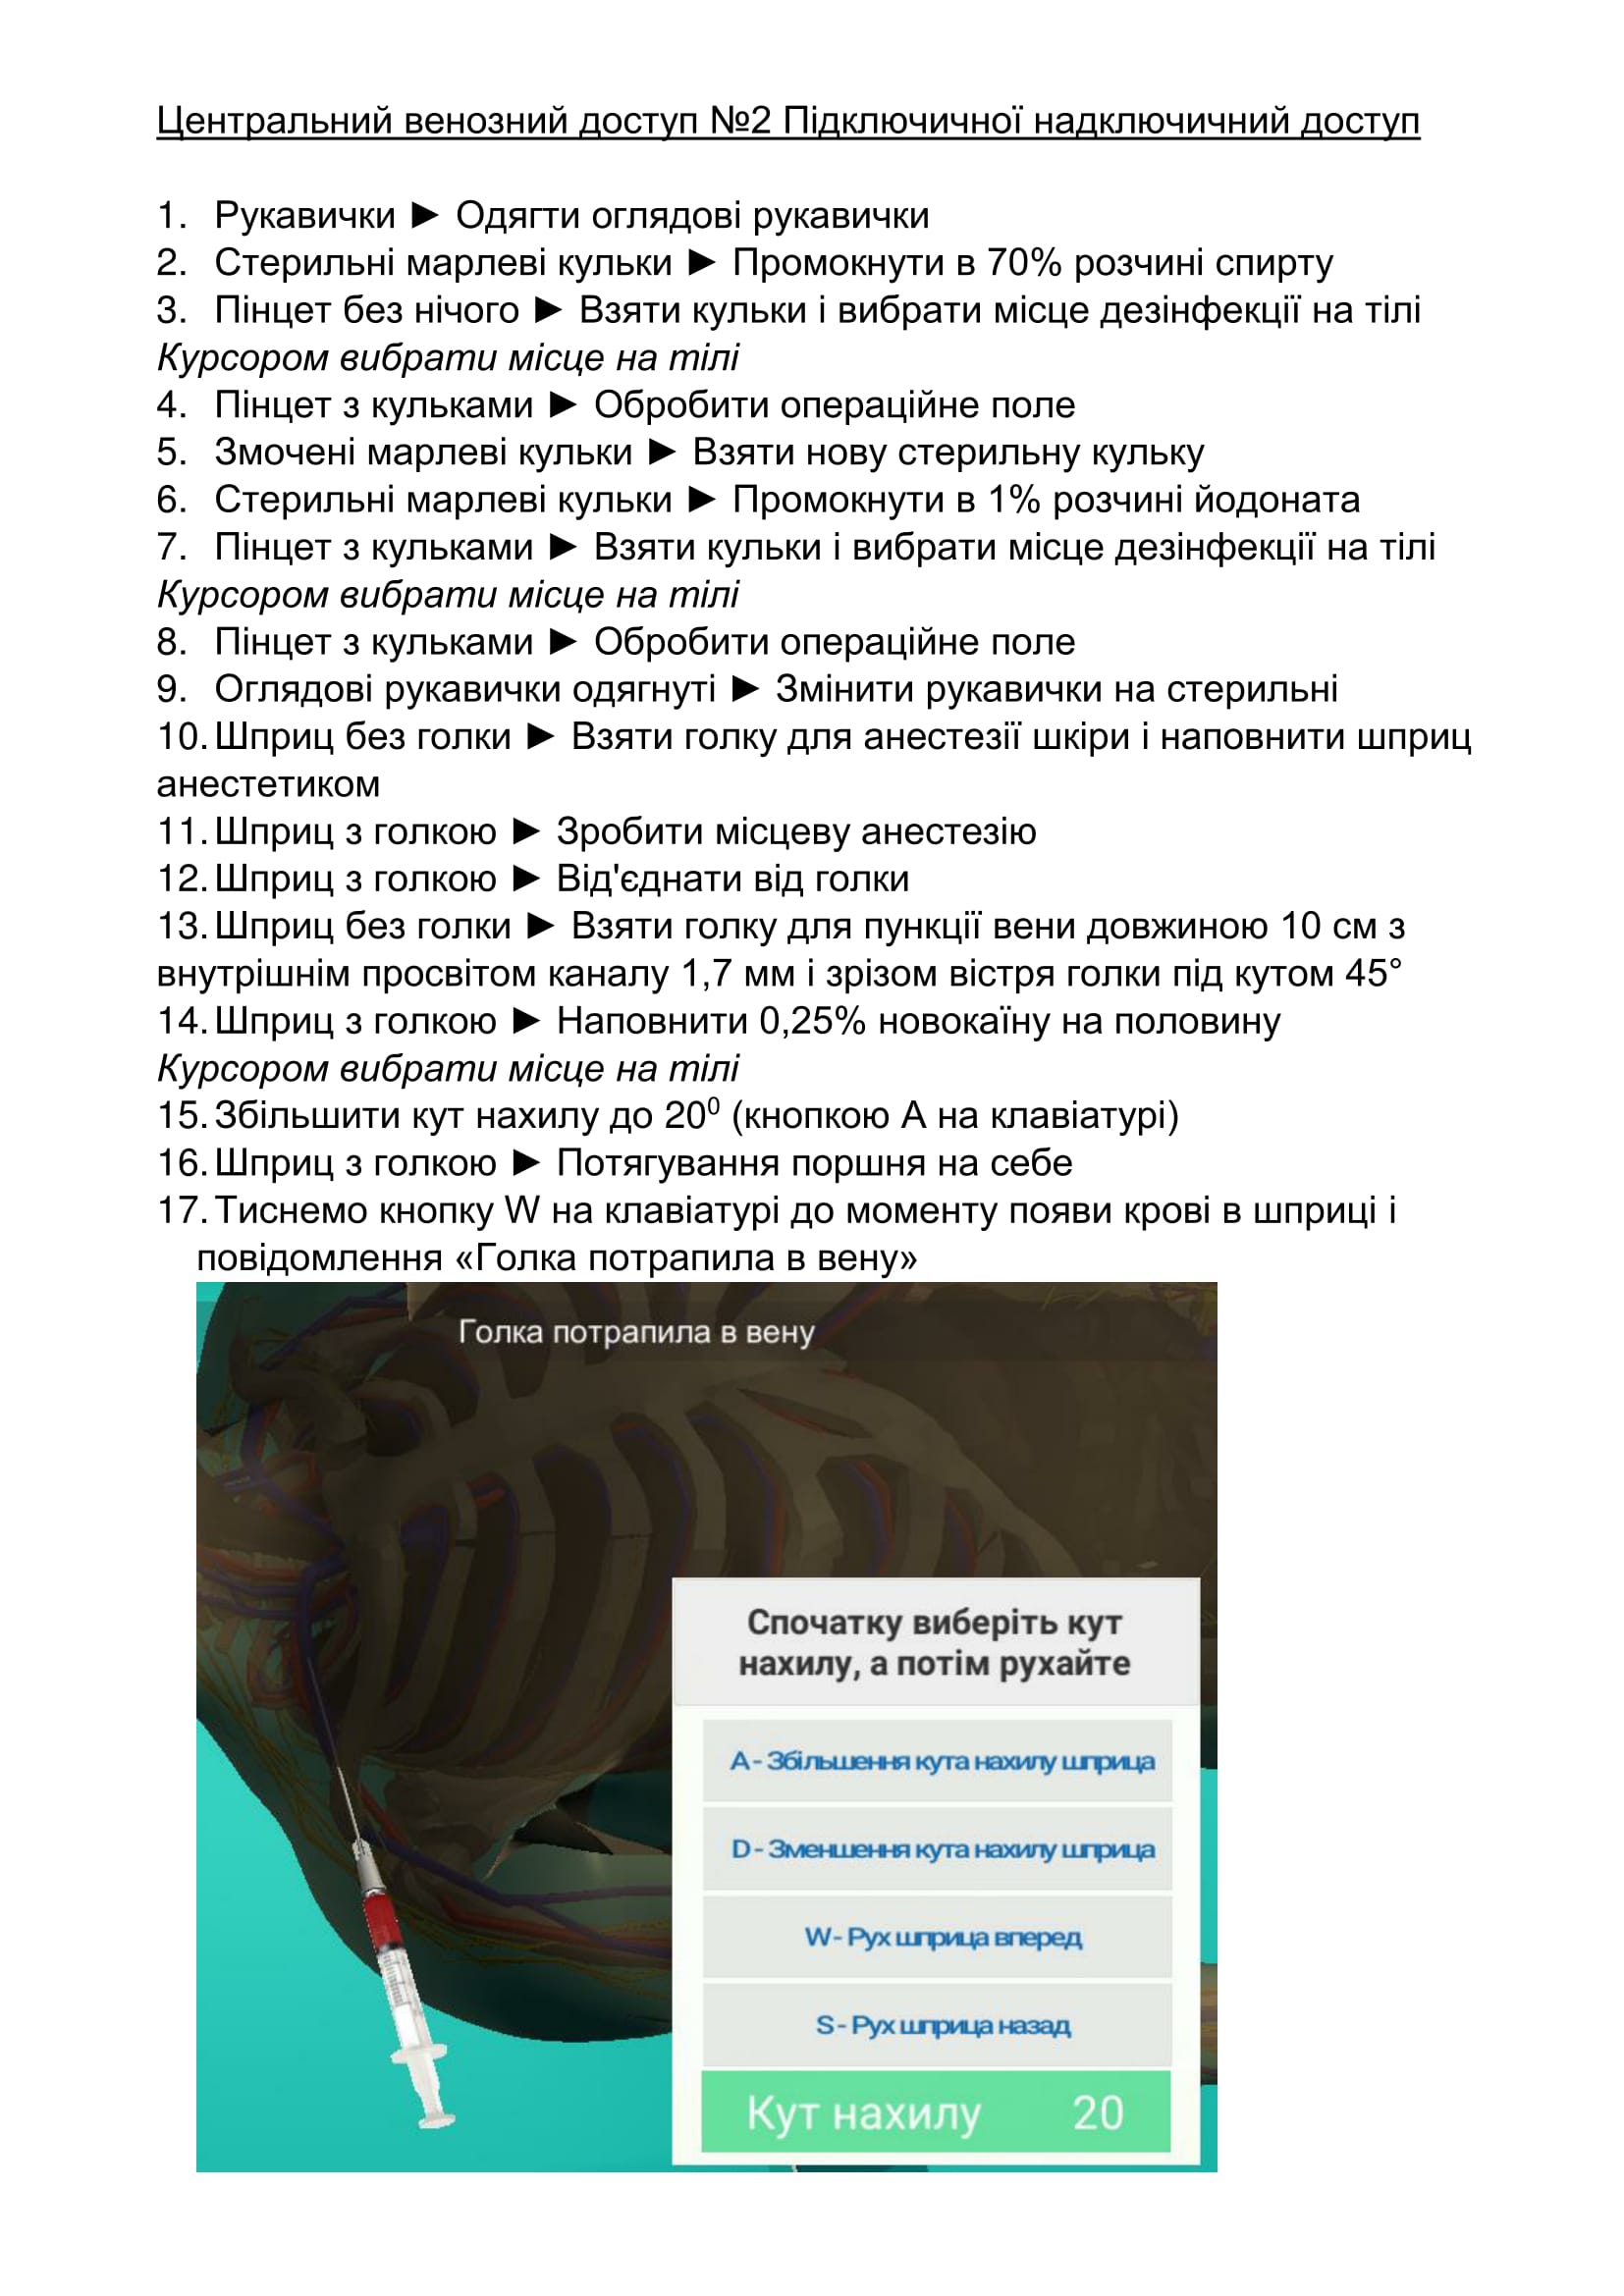 Центральний венозний доступ №2 Підключичної надключичний доступ
1. Рукавички ► Одягти оглядові рукавички
2. Стерильні марлеві кульки ► Промокнути в 70% розчині спирту
3. Пінцет без нічого ► Взяти кульки і вибрати місце дезінфекції на тілі
Курсором вибрати місце на тілі
4. Пінцет з кульками ► Обробити операційне поле
5. Змочені марлеві кульки ► Взяти нову стерильну кульку
6. Стерильні марлеві кульки ► Промокнути в 1% розчині йодоната
7. Пінцет з кульками ► Взяти кульки і вибрати місце дезінфекції на тілі
Курсором вибрати місце на тілі
8. Пінцет з кульками ► Обробити операційне поле
9. Оглядові рукавички одягнуті ► Змінити рукавички на стерильні
10. Шприц без голки ► Взяти голку для анестезії шкіри і наповнити шприц
анестетиком
11. Шприц з голкою ► Зробити місцеву анестезію
12. Шприц з голкою ► Від'єднати від голки
13. Шприц без голки ► Взяти голку для пункції вени довжиною 10 см з
внутрішнім просвітом каналу 1,7 мм і зрізом вістря голки під кутом 45°
14. Шприц з голкою ► Наповнити 0,25% новокаїну на половину
Курсором вибрати місце на тілі
15. Збільшити кут нахилу до 20⁰ (кнопкою А на клавіатурі)
16. Шприц з голкою ► Потягування поршня на себе
17. Тиснемо кнопку W на клавіатурі до моменту появи крові в шприці і
повідомлення «Голка потрапила в вену»
Голка потрапила в вену
Спочатку виберіть кут
нахилу, а потім рухайте
A - Збільшення кута нахилу шприца
D - Зменшення кута нахилу шприца
W - Рух шприца вперед
S - Рух шприца назад
Кут нахилу 20